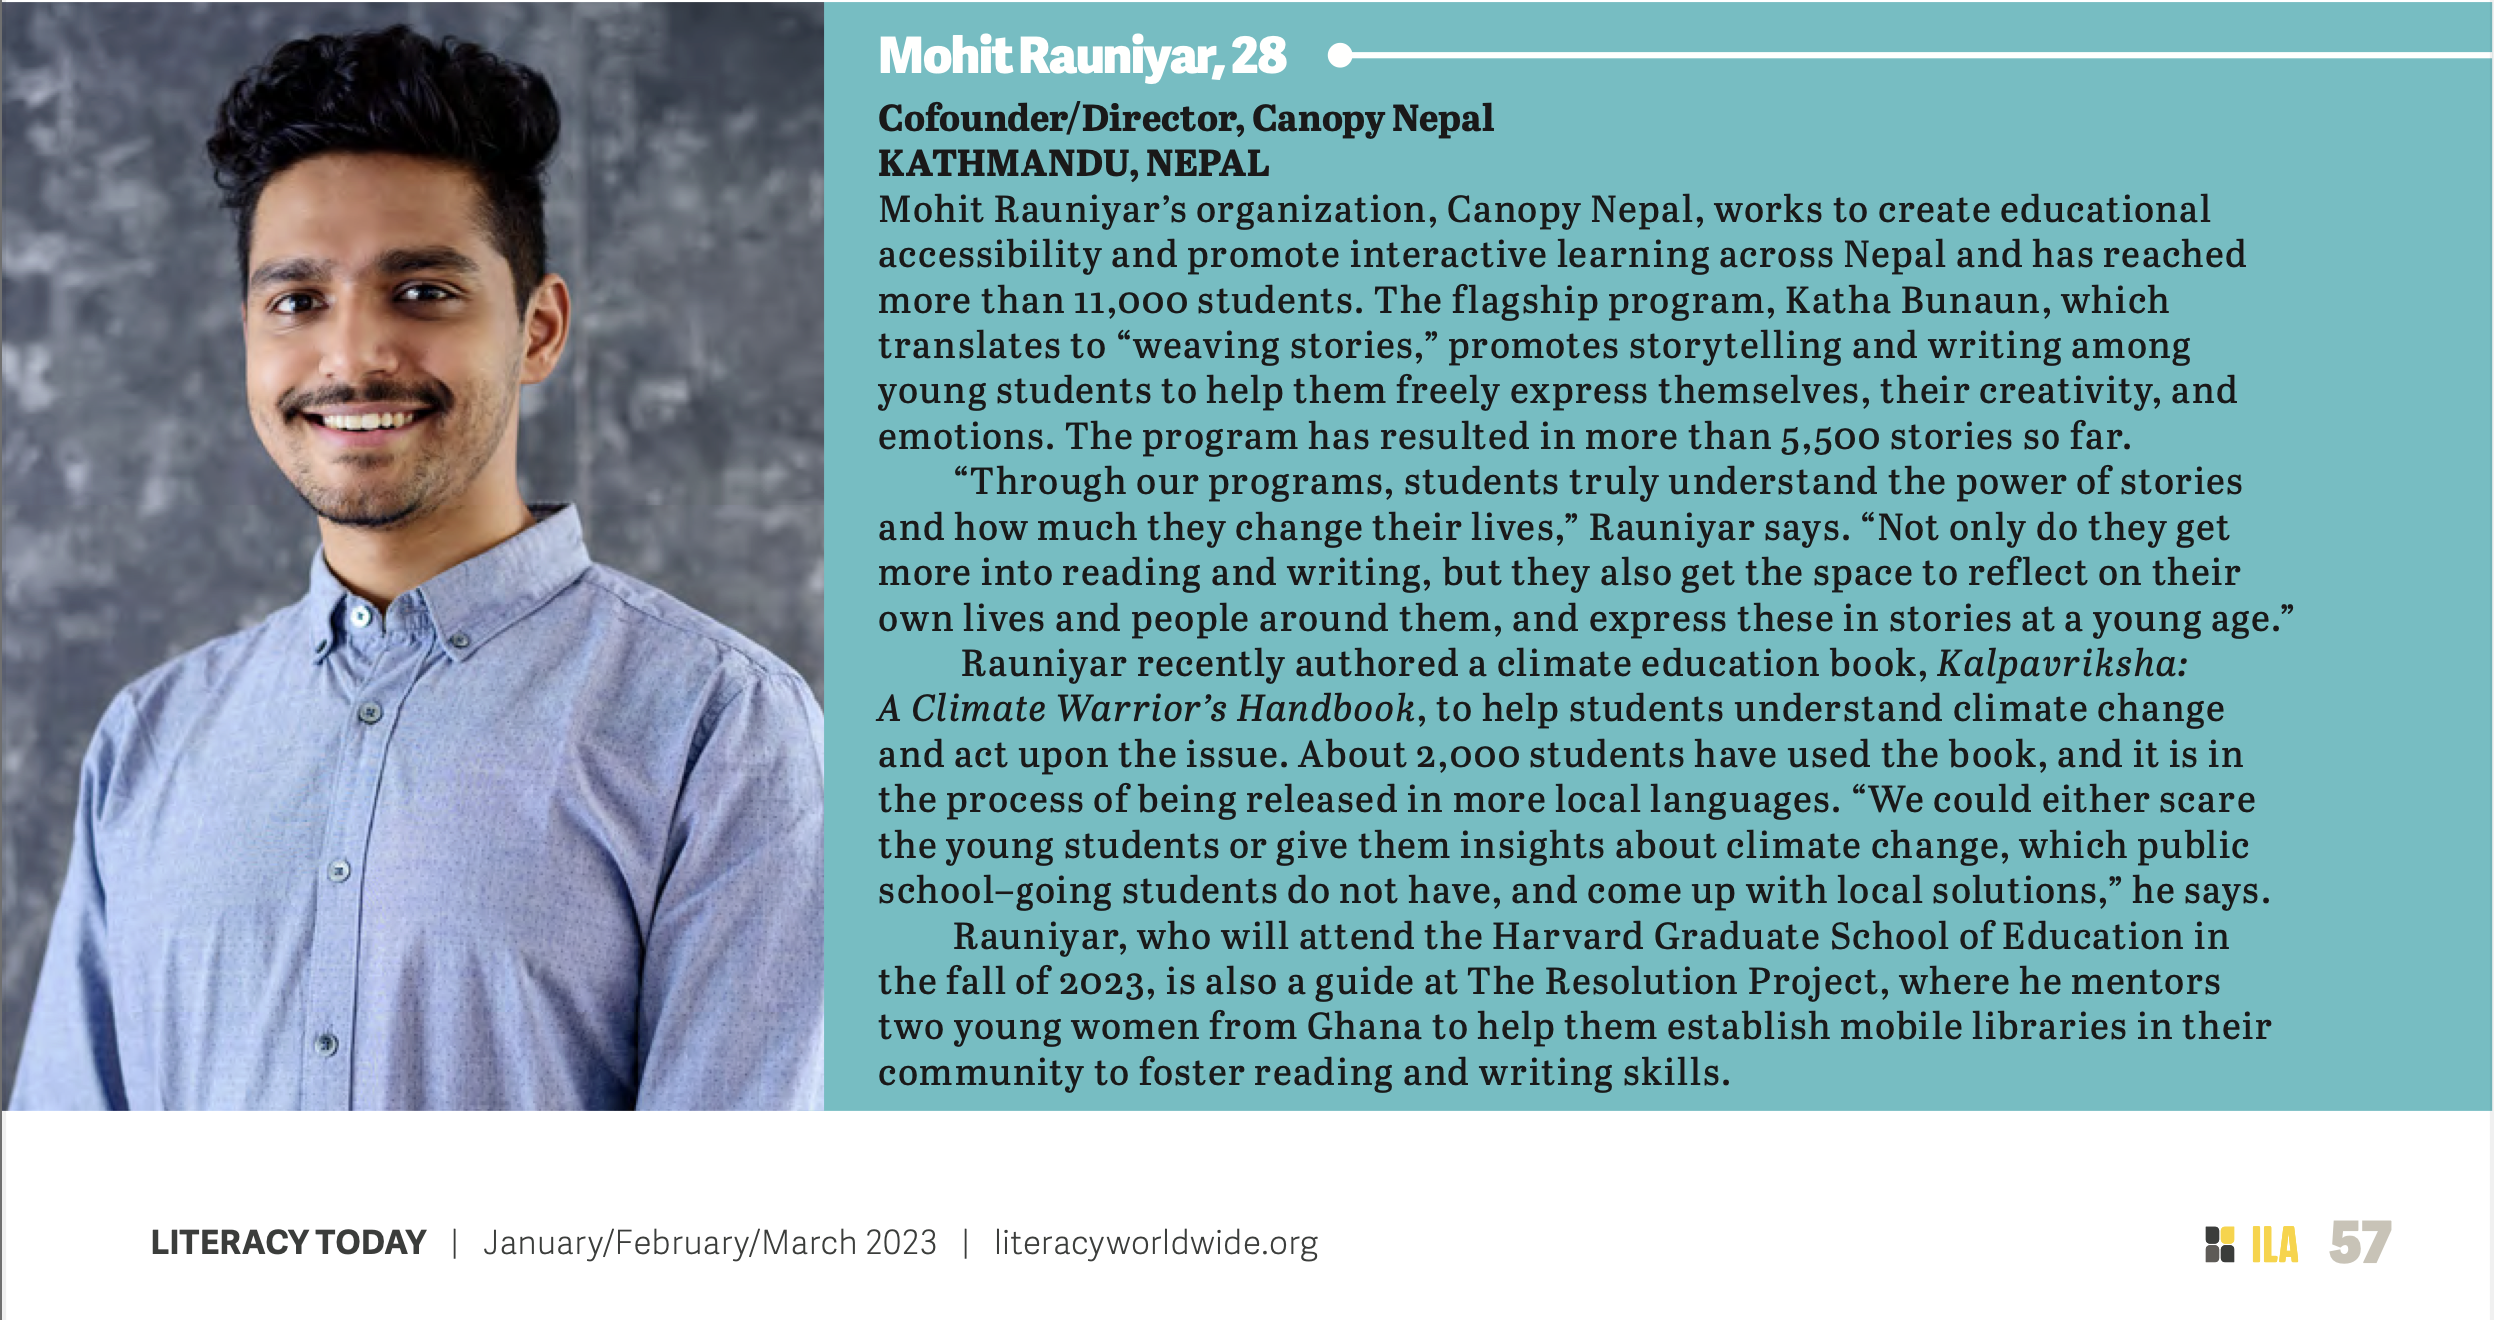 Mohit Rauniyar, 28
Cofounder/Director, Canopy Nepal
KATHMANDU, NEPAL
Mohit Rauniyar’s organization, Canopy Nepal, works to create educational
accessibility and promote interactive learning across Nepal and has reached
more than 11,000 students. The flagship program, Katha Bunaun, which
translates to “weaving stories,” promotes storytelling and writing among
young students to help them freely express themselves, their creativity, and
emotions. The program has resulted in more than 5,500 stories so far.
“Through our programs, students truly understand the power of stories
and how much they change their lives,” Rauniyar says. “Not only do they get
more into reading and writing, but they also get the space to reflect on their
own lives and people around them, and express these in stories at a young age.”
Rauniyar recently authored a climate education book, Kalpavriksha:
A Climate Warrior’s Handbook, to help students understand climate change
and act upon the issue. About 2,000 students have used the book, and it is in
the process of being released in more local languages. “We could either scare
the young students or give them insights about climate change, which public
school–going students do not have, and come up with local solutions,” he says.
Rauniyar, who will attend the Harvard Graduate School of Education in
the fall of 2023, is also a guide at The Resolution Project, where he mentors
two young women from Ghana to help them establish mobile libraries in their
community to foster reading and writing skills.
LITERACY TODAY | January/February/March 2023 | literacyworldwide.org
ILA 57